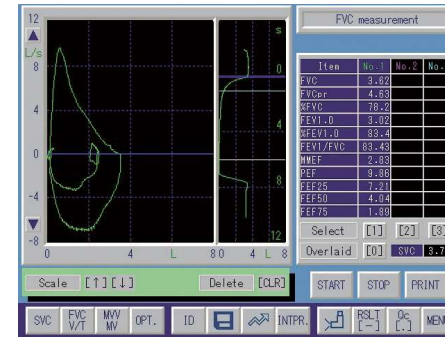 12
L/s
8
4
0
-4
-8
0 4 L 8
s
0
4
8
12
0 4 L 8
FVC measurement
Item No.1 No.2 No.
FVC 3.62
FVCpr 4.63
%FVC 78.2
FEV1.0 3.02
%FEV1.0 83.4
FEV1/FVC 83.43
MMEF 2.83
PEF 9.86
FEF25 7.21
FEF50 4.04
FEF75 1.89
Select [1] [2] [3]
Overlaid [0] SVC 3.7
Scale [↑][↓] Delete [CLR]
START STOP PRINT
SVC FVC V/T MVV MV OPT. ID INTPR. RSLT [-] Qc [.] MENU